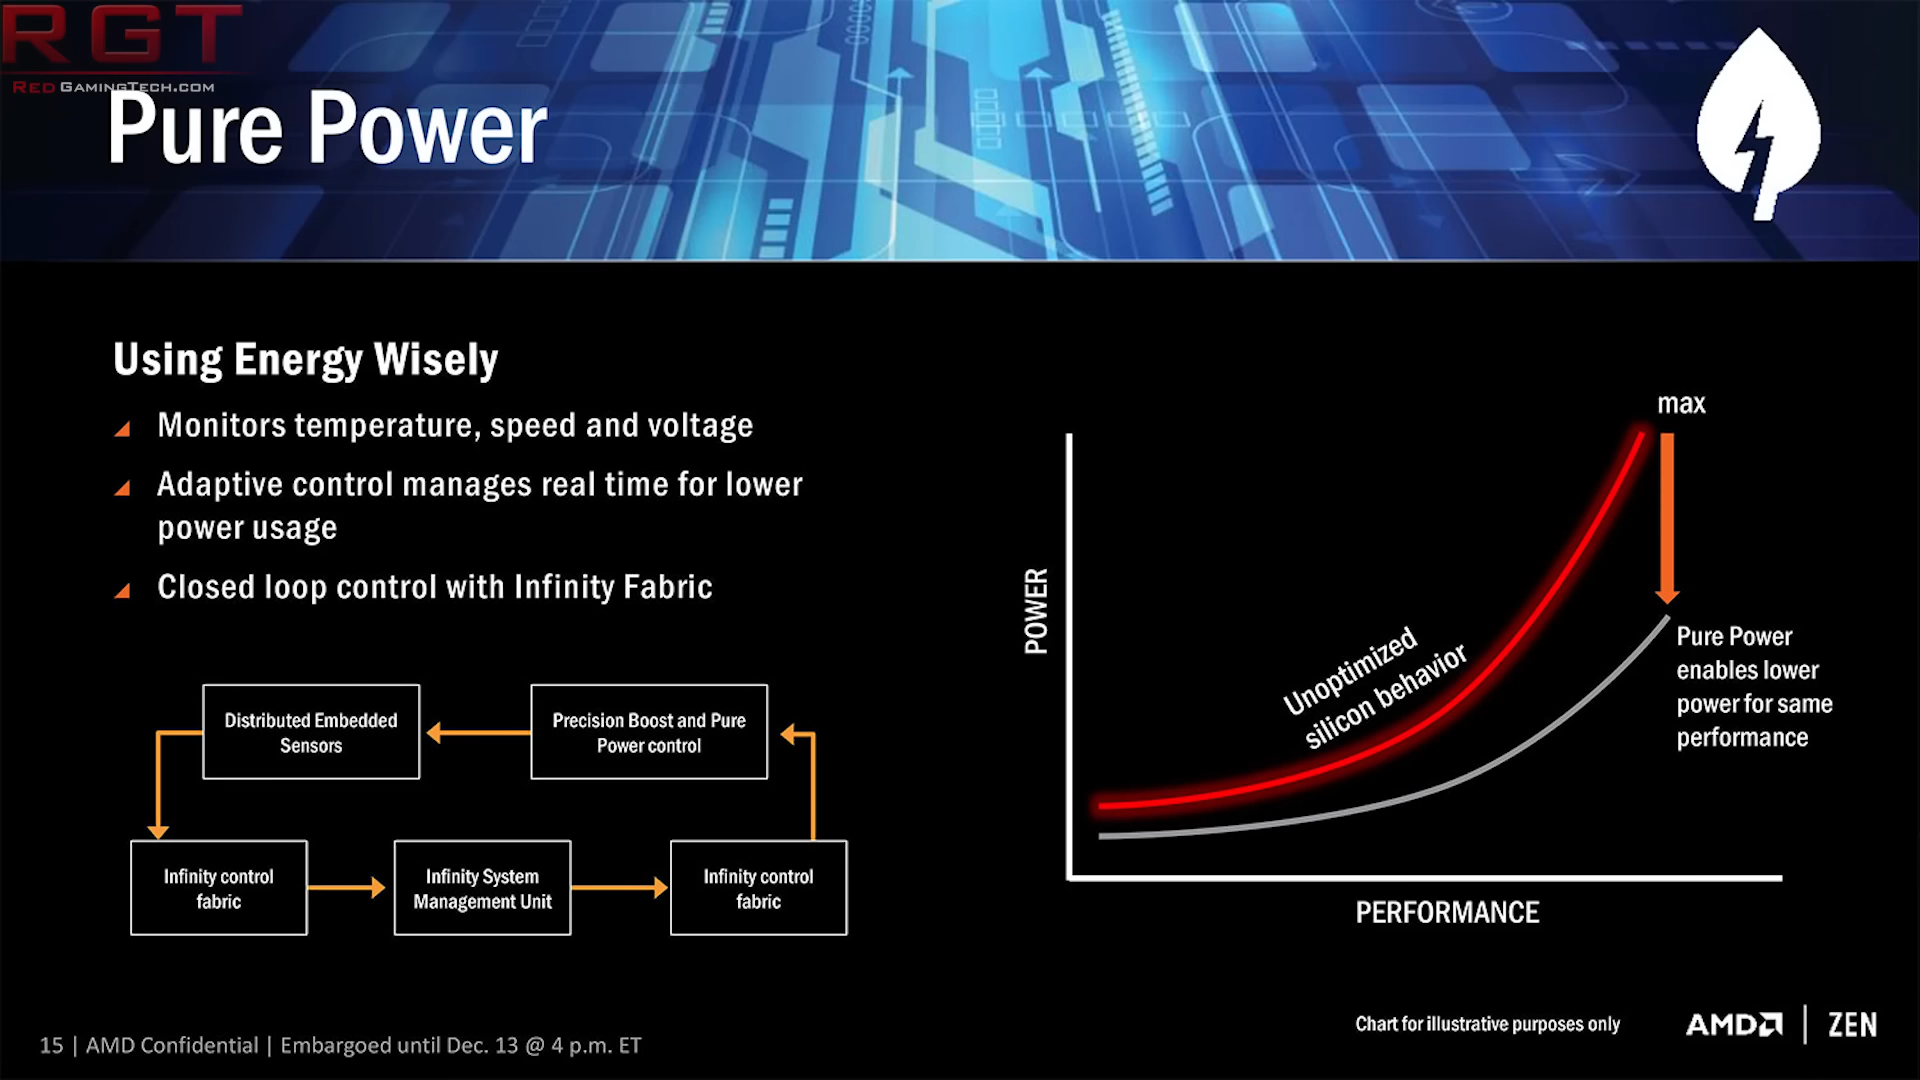 RGT
REDGAMINGTECH.COM
Pure Power
Using Energy Wisely
Monitors temperature, speed and voltage
Adaptive control manages real time for lower
power usage
Closed loop control with Infinity Fabric
Distributed Embedded
Sensors
Precision Boost and Pure
Power control
Infinity control
fabric
Infinity System
Management Unit
Infinity control
fabric
max
POWER
Unoptimized
silicon behavior
Pure Power
enables lower
power for same
performance
PERFORMANCE
Chart for illustrative purposes only
AMD | ZEN
15 | AMD Confidential | Embargoed until Dec. 13 @ 4 p.m. ET